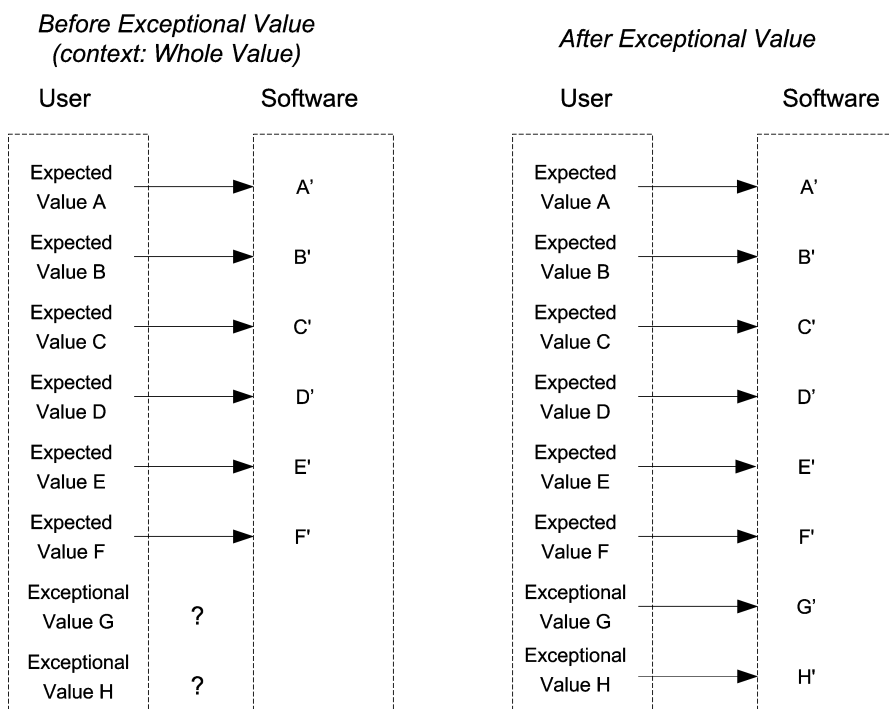 Before Exceptional Value
(context: Whole Value)
User Software
Expected
Value A
A’
Expected
Value B
B'
Expected
Value C
C'
Expected
Value D
D’
Expected
Value E
E'
Expected
Value F
F'
Exceptional
Value G
?
Exceptional
Value H
?
After Exceptional Value
User Software
Expected
Value A
A’
Expected
Value B
B'
Expected
Value C
C'
Expected
Value D
D’
Expected
Value E
E'
Expected
Value F
F'
Exceptional
Value G
G’
Exceptional
Value H
H'